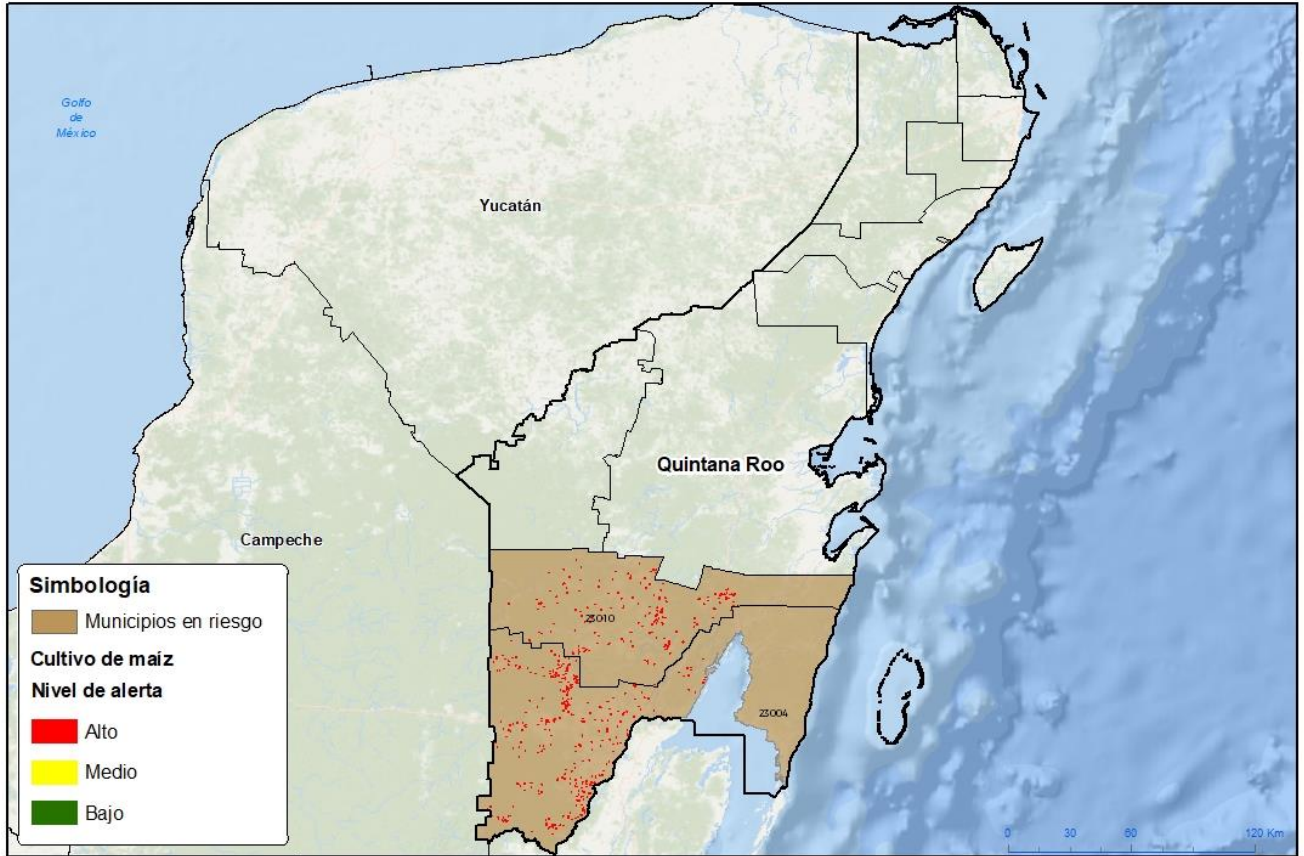 Golfo
de
México
Yucatán
Quintana Roo
Campeche
23010
23004
Simbología
Municipios en riesgo
Cultivo de maíz
Nivel de alerta
Alto
Medio
Bajo
0 30 60 120 Km